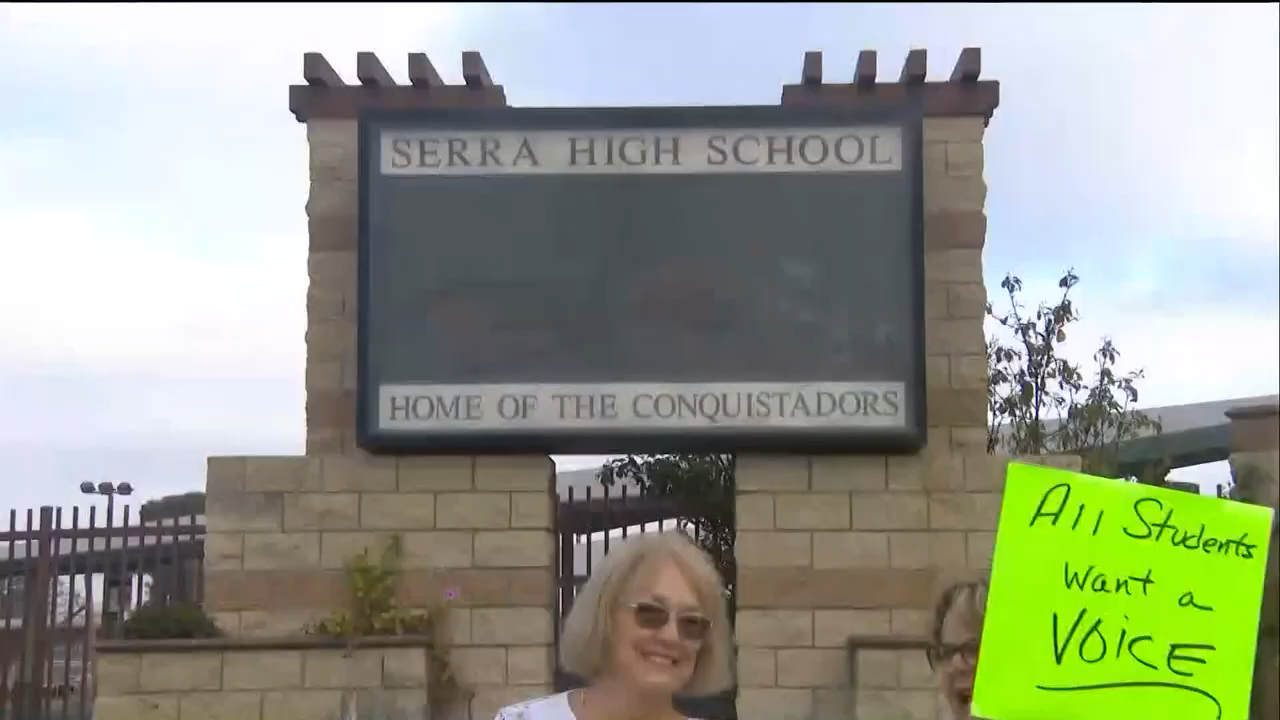 SERRA HIGH SCHOOL
HOME OF THE CONQUISTADORS
All Students
want a
VOICE